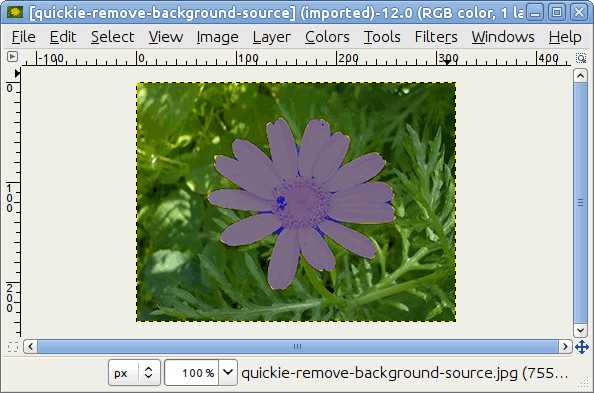 [quickie-remove-background-source] (imported)-12.0 (RGB color, 1 la
File Edit Select View Image Layer Colors Tools Filters Windows Help
-100 0 100 200 300 400
0
100
200
px 100% quickie-remove-background-source.jpg (755...